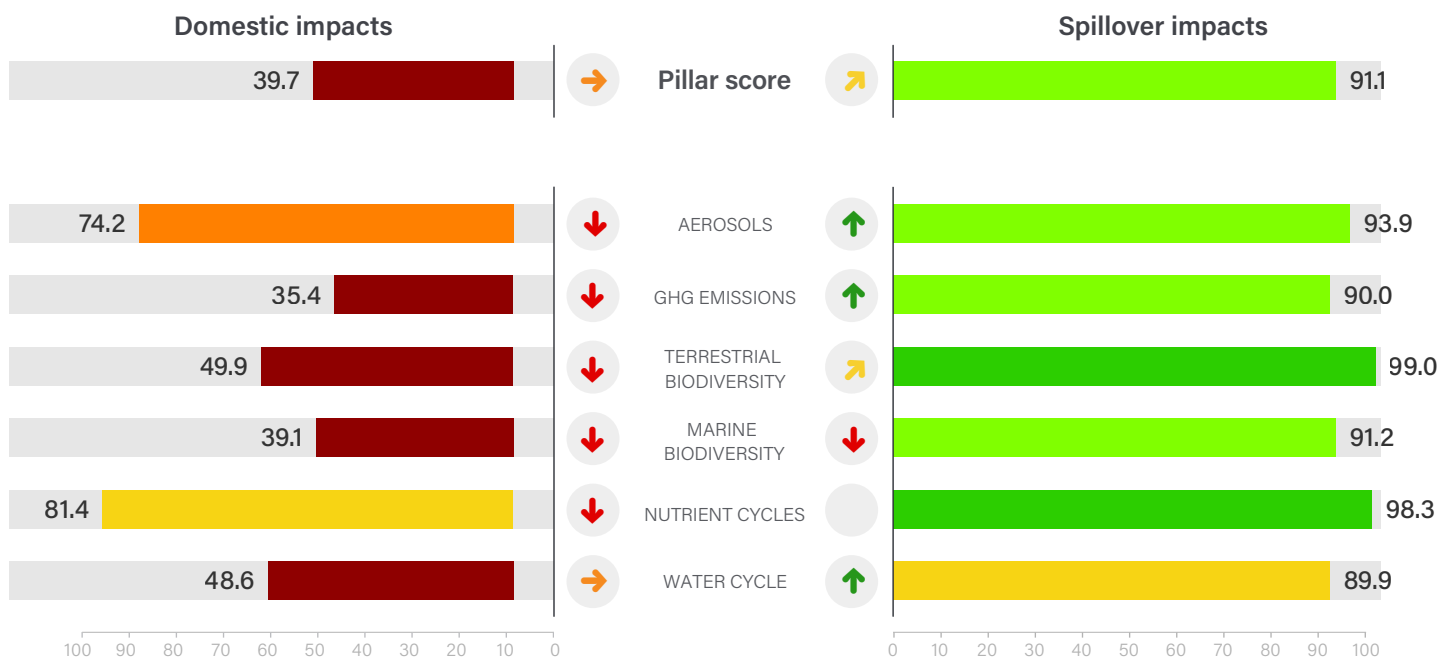 Domestic impacts
Spillover impacts
39.7
Pillar score
91.1
74.2
AEROSOLS
93.9
35.4
GHG EMISSIONS
90.0
49.9
TERRESTRIAL
BIODIVERSITY
99.0
39.1
MARINE
BIODIVERSITY
91.2
81.4
NUTRIENT CYCLES
98.3
48.6
WATER CYCLE
89.9
100 90 80 70 60 50 40 30 20 10 0
0 10 20 30 40 50 60 70 80 90 100